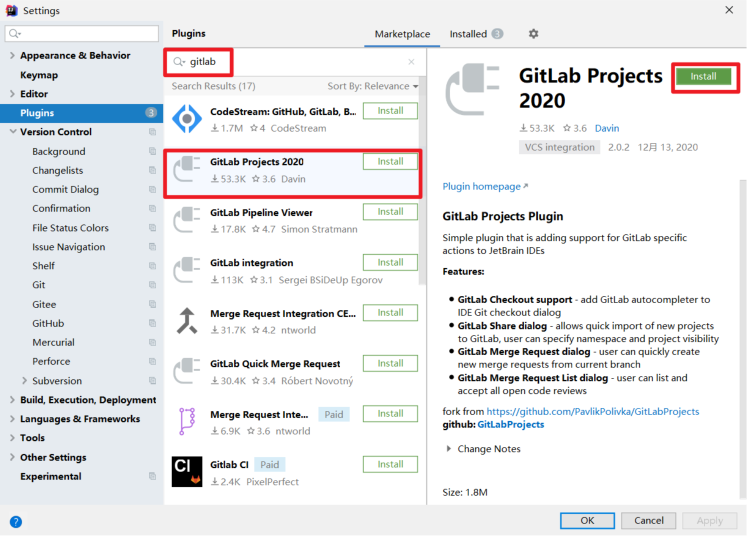 Settings
Plugins
Marketplace
Installed 3
Appearance & Behavior
Keymap
Editor
Plugins 3
Version Control
Background
Changelists
Commit Dialog
Confirmation
File Status Colors
Issue Navigation
Shelf
Git
Gitee
GitHub
Mercurial
Perforce
Subversion
Build, Execution, Deployment
Languages & Frameworks
Tools
Other Settings
Experimental
gitlab
Search Results (17) Sort By: Relevance
CodeStream: GitHub, GitLab, B... Install
1.7M 4 CodeStream
GitLab Projects 2020 Install
53.3K 3.6 Davin
GitLab Pipeline Viewer Install
17.8K 4.7 Simon Stratmann
GitLab integration Install
113K 3.1 Sergei BSiDeUp Egorov
Merge Request Integration CE... Install
31.7K 4.2 ntworld
GitLab Quick Merge Request Install
30.4K 3.4 Róbert Novotný
Merge Request Inte... Paid Install
6.9K 3.6 ntworld
CI
Gitlab CI Paid Install
2.4K PixelPerfect
GitLab Projects
2020
Install
53.3K 3.6 Davin
VCS integration 2.0.2 12月 13, 2020
Plugin homepage
GitLab Projects Plugin
Simple plugin that is adding support for GitLab specific
actions to JetBrain IDEs
Features:
GitLab Checkout support - add GitLab autocompleter to
IDE Git checkout dialog
GitLab Share dialog - allows quick import of new projects
to GitLab, user can specify namespace and project visibility
GitLab Merge Request dialog - user can quickly create
new merge requests from current branch
GitLab Merge Request List dialog - user can list and
accept all open code reviews
fork from https://github.com/PavlikPolivka/GitLabProjects
github: GitLabProjects
Change Notes
Size: 1.8M
?
OK
Cancel
Apply